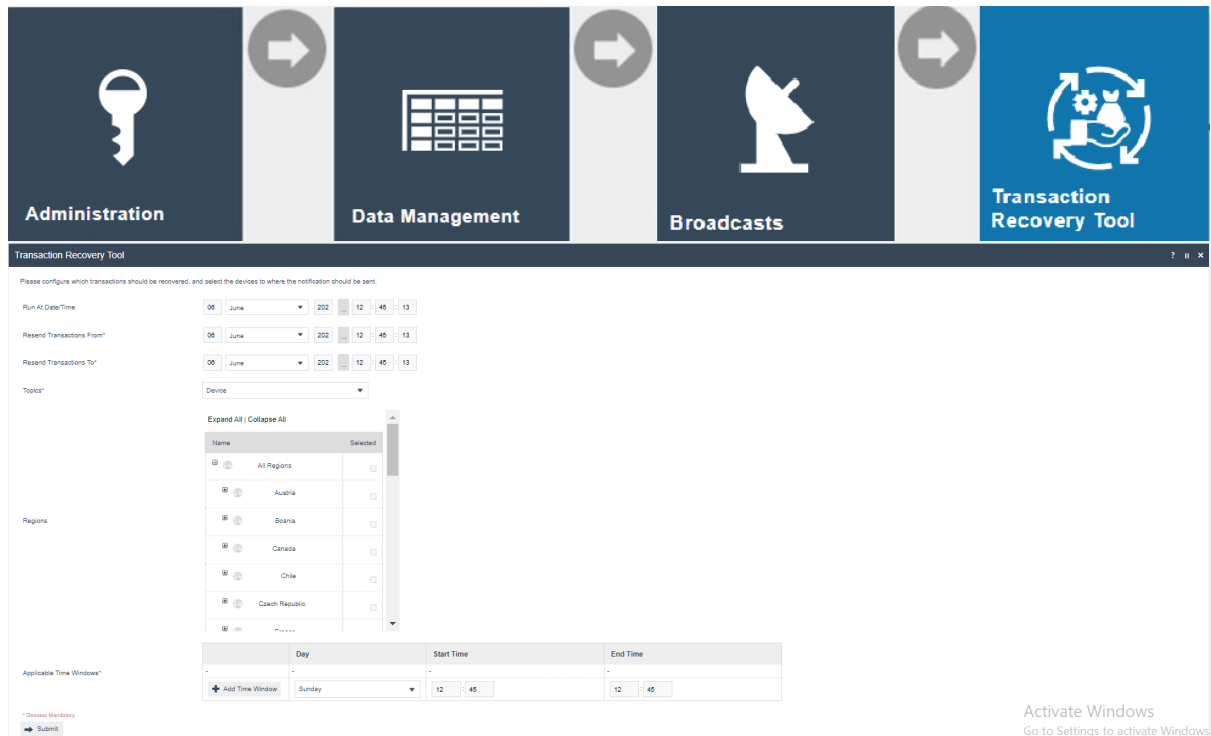 Administration
Data Management
Broadcasts
Transaction
Recovery Tool
Transaction Recovery Tool
Please configure which transactions should be recovered, and select the devices to where the notification should be sent.
Run At Date/Time 06 June 202 ... 12 : 45 : 13
Resend Transactions From* 06 June 202 ... 12 : 45 : 13
Resend Transactions To* 06 June 202 ... 12 : 45 : 13
Topics* Device
Expand All | Collapse All
Name Selected
All Regions
Austria
Regions Bosnia
Canada
Chile
Czech Republic
France
Day Start Time End Time
Applicable Time Windows* - - - -
Add Time Window Sunday 12 : 45 12 : 45
* Denotes Mandatory
Submit
Activate Windows
Go to Settings to activate Windows.